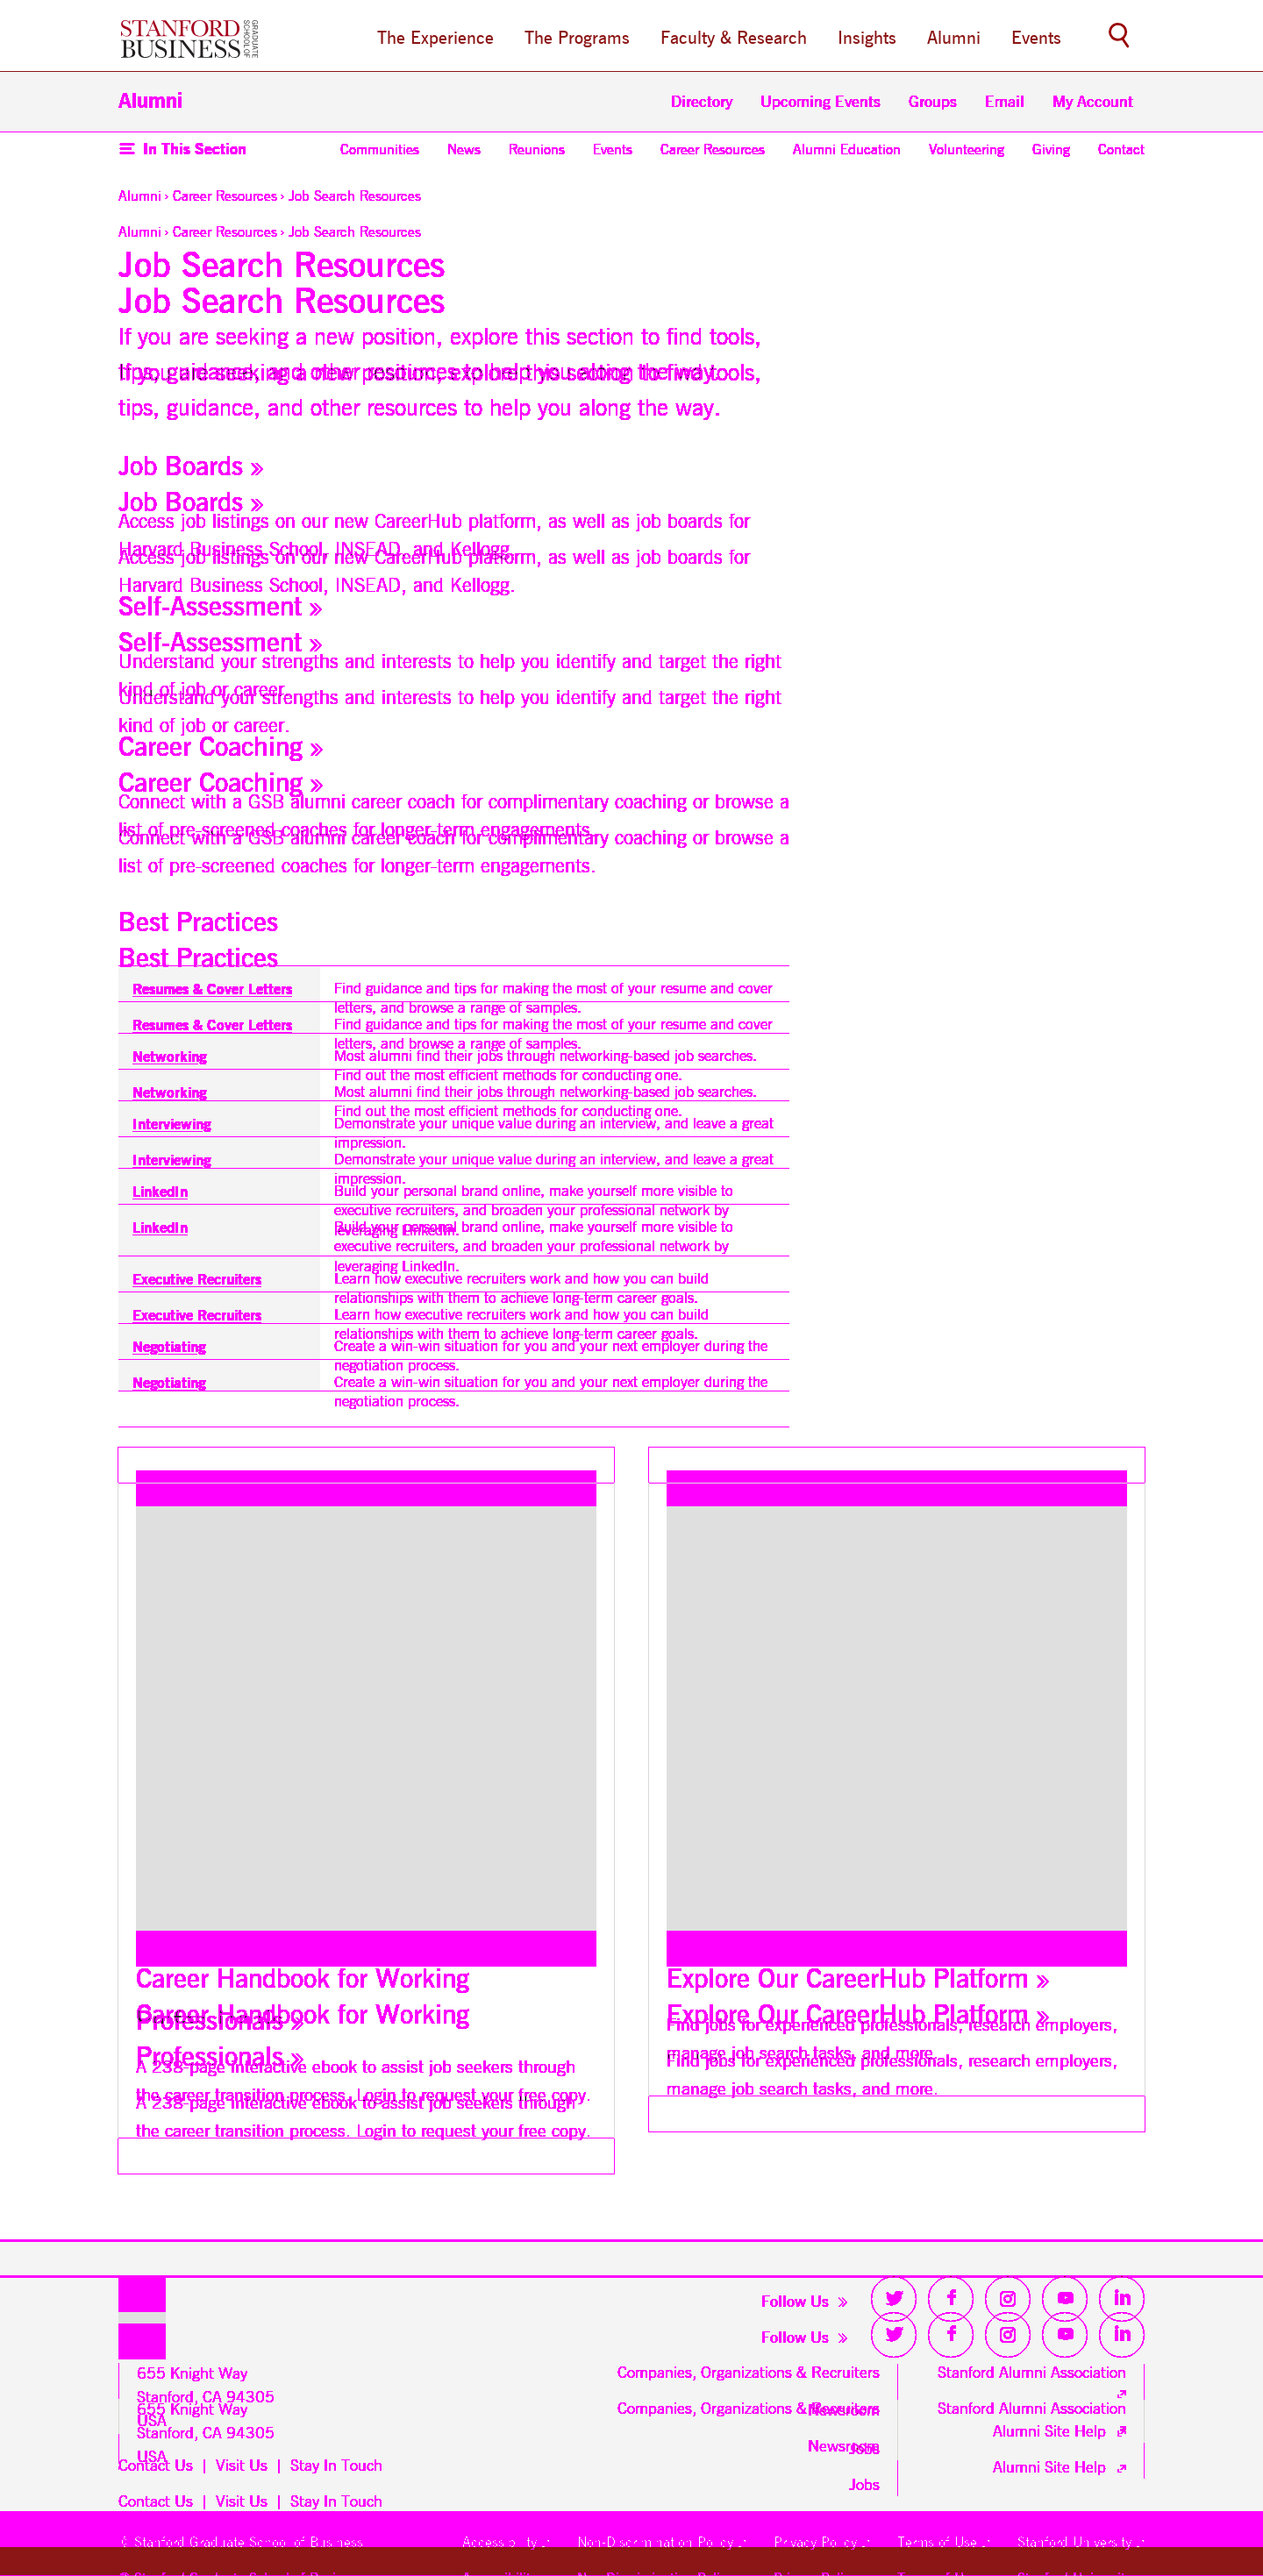 STANFORD
BUSINESS
GRADUATE
SCHOOL OF
The Experience The Programs Faculty & Research Insights Alumni Events
Alumni Directory Upcoming Events Groups Email My Account
In This Section Communities News Reunions Events Career Resources Alumni Education Volunteering Giving Contact
Alumni › Career Resources › Job Search Resources
Alumni › Career Resources › Job Search Resources
Job Search Resources
Job Search Resources
If you are seeking a new position, explore this section to find tools,
tips, guidance, and other resources to help you along the way.
If you are seeking a new position, explore this section to find tools,
tips, guidance, and other resources to help you along the way.
Job Boards »
Job Boards »
Access job listings on our new CareerHub platform, as well as job boards for
Harvard Business School, INSEAD, and Kellogg.
Access job listings on our new CareerHub platform, as well as job boards for
Harvard Business School, INSEAD, and Kellogg.
Self-Assessment »
Self-Assessment »
Understand your strengths and interests to help you identify and target the right
kind of job or career.
Understand your strengths and interests to help you identify and target the right
kind of job or career.
Career Coaching »
Career Coaching »
Connect with a GSB alumni career coach for complimentary coaching or browse a
list of pre-screened coaches for longer-term engagements.
Connect with a GSB alumni career coach for complimentary coaching or browse a
list of pre-screened coaches for longer-term engagements.
Best Practices
Best Practices
Resumes & Cover Letters Find guidance and tips for making the most of your resume and cover
letters, and browse a range of samples.
Resumes & Cover Letters Find guidance and tips for making the most of your resume and cover
letters, and browse a range of samples.
Networking Most alumni find their jobs through networking-based job searches.
Find out the most efficient methods for conducting one.
Networking Most alumni find their jobs through networking-based job searches.
Find out the most efficient methods for conducting one.
Interviewing Demonstrate your unique value during an interview, and leave a great
impression.
Interviewing Demonstrate your unique value during an interview, and leave a great
impression.
LinkedIn Build your personal brand online, make yourself more visible to
executive recruiters, and broaden your professional network by
leveraging LinkedIn.
LinkedIn Build your personal brand online, make yourself more visible to
executive recruiters, and broaden your professional network by
leveraging LinkedIn.
Executive Recruiters Learn how executive recruiters work and how you can build
relationships with them to achieve long-term career goals.
Executive Recruiters Learn how executive recruiters work and how you can build
relationships with them to achieve long-term career goals.
Negotiating Create a win-win situation for you and your next employer during the
negotiation process.
Negotiating Create a win-win situation for you and your next employer during the
negotiation process.
Career Handbook for Working
Professionals »
Career Handbook for Working
Professionals »
A 238-page interactive ebook to assist job seekers through
the career transition process. Login to request your free copy.
A 238-page interactive ebook to assist job seekers through
the career transition process. Login to request your free copy.
Explore Our CareerHub Platform »
Explore Our CareerHub Platform »
Find jobs for experienced professionals, research employers,
manage job search tasks, and more.
Find jobs for experienced professionals, research employers,
manage job search tasks, and more.
Follow Us »
Follow Us »
655 Knight Way
Stanford, CA 94305
USA
655 Knight Way
Stanford, CA 94305
USA
Contact Us | Visit Us | Stay In Touch
Contact Us | Visit Us | Stay In Touch
Companies, Organizations & Recruiters
Companies, Organizations & Recruiters
Newsroom
Newsroom
Jobs
Jobs
Stanford Alumni Association
Stanford Alumni Association
Alumni Site Help
Alumni Site Help
© Stanford Graduate School of Business Accessibility Non-Discrimination Policy Privacy Policy Terms of Use Stanford University